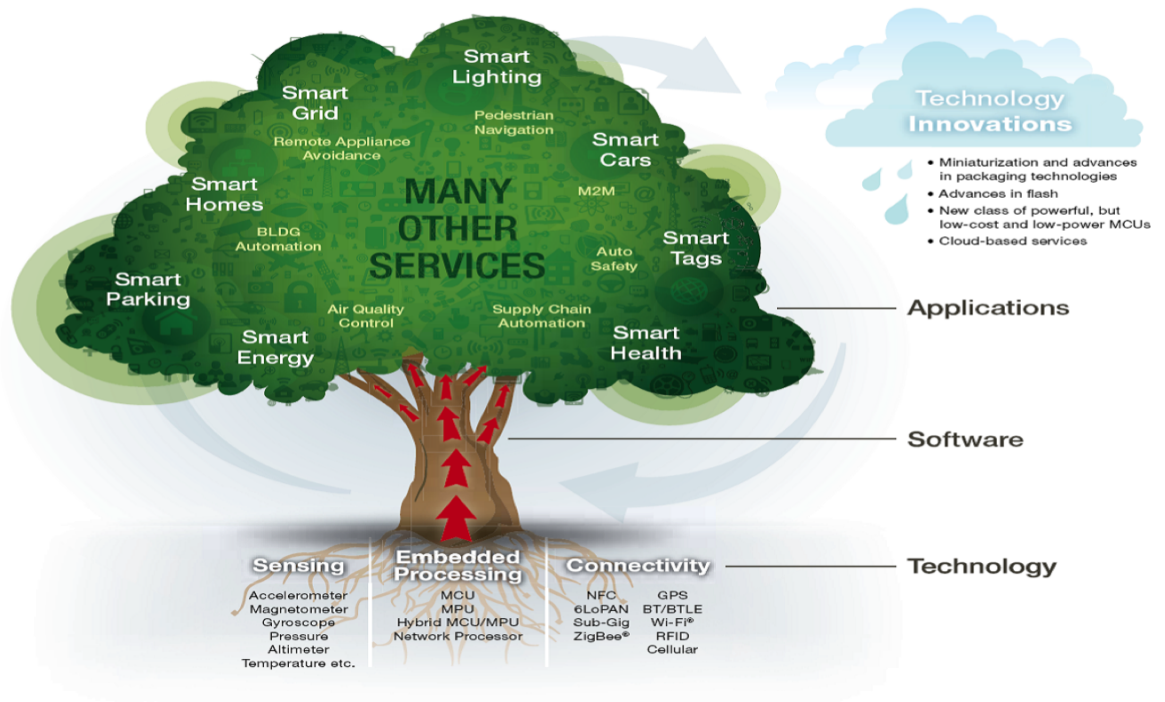 Smart
Lighting
Smart
Grid
Pedestrian
Navigation
Remote Appliance
Avoidance
Smart
Cars
Smart
Homes
M2M
MANY
OTHER
SERVICES
BLDG
Automation
Auto
Safety
Smart
Tags
Smart
Parking
Air Quality
Control
Supply Chain
Automation
Smart
Energy
Smart
Health
Technology
Innovations
• Miniaturization and advances
in packaging technologies
• Advances in flash
• New class of powerful, but
low-cost and low-power MCUs
• Cloud-based services
Applications
Software
Technology
Sensing
Accelerometer
Magnetometer
Gyroscope
Pressure
Altimeter
Temperature etc.
Embedded
Processing
MCU
MPU
Hybrid MCU/MPU
Network Processor
Connectivity
NFC GPS
6LoPAN BT/BTLE
Sub-Gig Wi-Fi®
ZigBee® RFID
Cellular